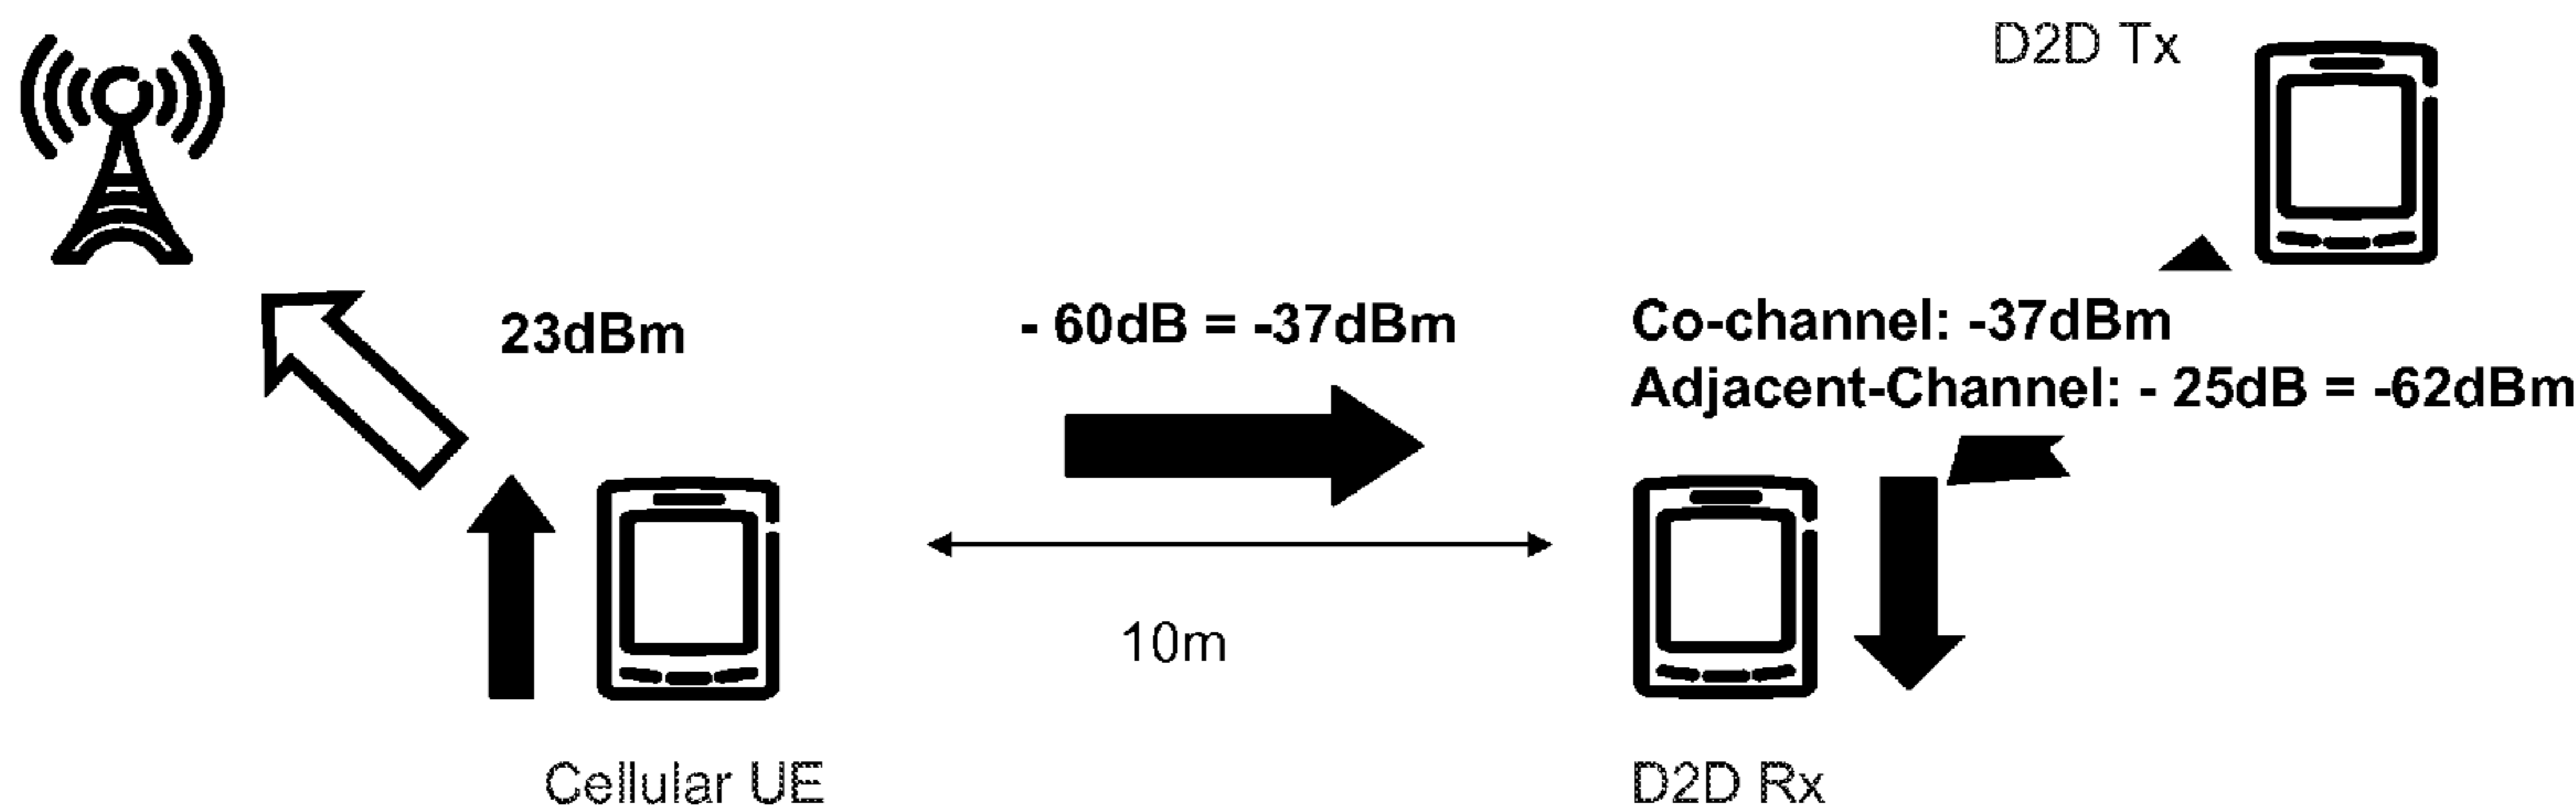 D2D Tx
23dBm
- 60dB = -37dBm
Co-channel: -37dBm
Adjacent-Channel: - 25dB = -62dBm
10m
Cellular UE
D2D Rx